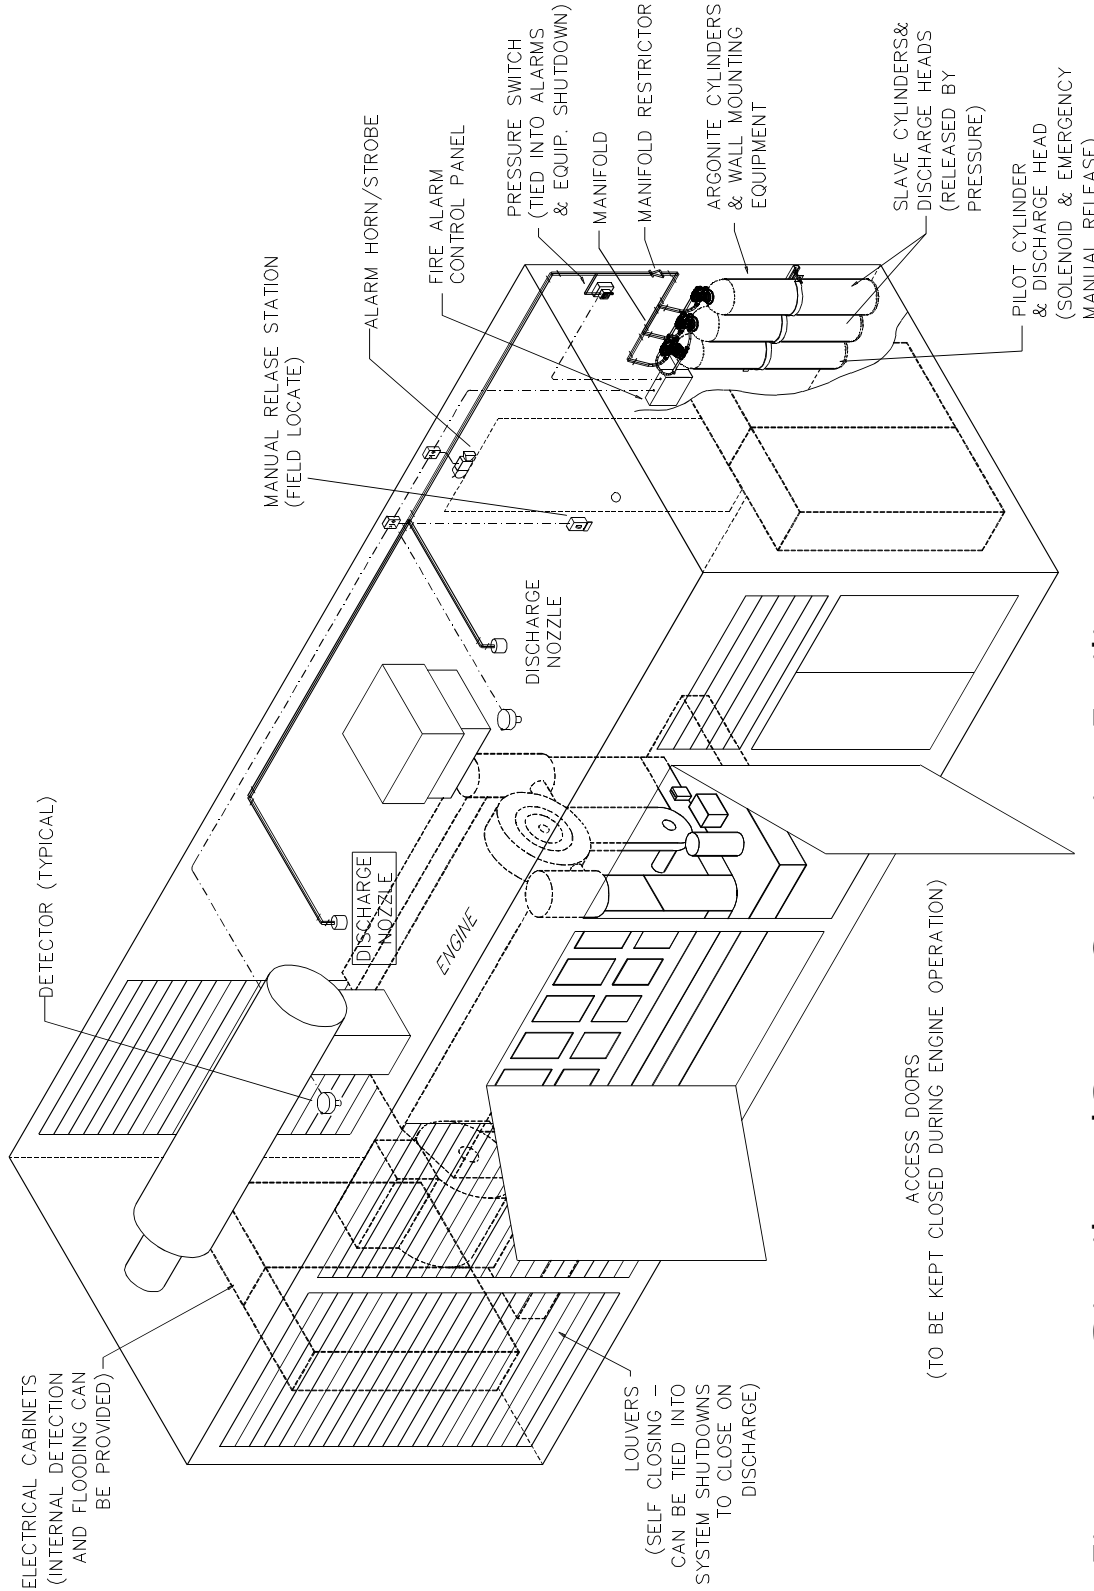 ELECTRICAL CABINETS
(INTERNAL DETECTION
AND FLOODING CAN
BE PROVIDED)
DETECTOR (TYPICAL)
MANUAL RELASE STATION
(FIELD LOCATE)
ALARM HORN/STROBE
FIRE ALARM
CONTROL PANEL
PRESSURE SWITCH
(TIED INTO ALARMS
& EQUIP. SHUTDOWN)
MANIFOLD
MANIFOLD RESTRICTOR
ARGONITE CYLINDERS
& WALL MOUNTING
EQUIPMENT
SLAVE CYLINDERS&
DISCHARGE HEADS
(RELEASED BY
PRESSURE)
PILOT CYLINDER
& DISCHARGE HEAD
(SOLENOID & EMERGENCY
MANUAL RELEASE)
DISCHARGE
NOZZLE
DISCHARGE
NOZZLE
ENGINE
LOUVERS
(SELF CLOSING -
CAN BE TIED INTO
SYSTEM SHUTDOWNS
TO CLOSE ON
DISCHARGE)
ACCESS DOORS
(TO BE KEPT CLOSED DURING ENGINE OPERATION)